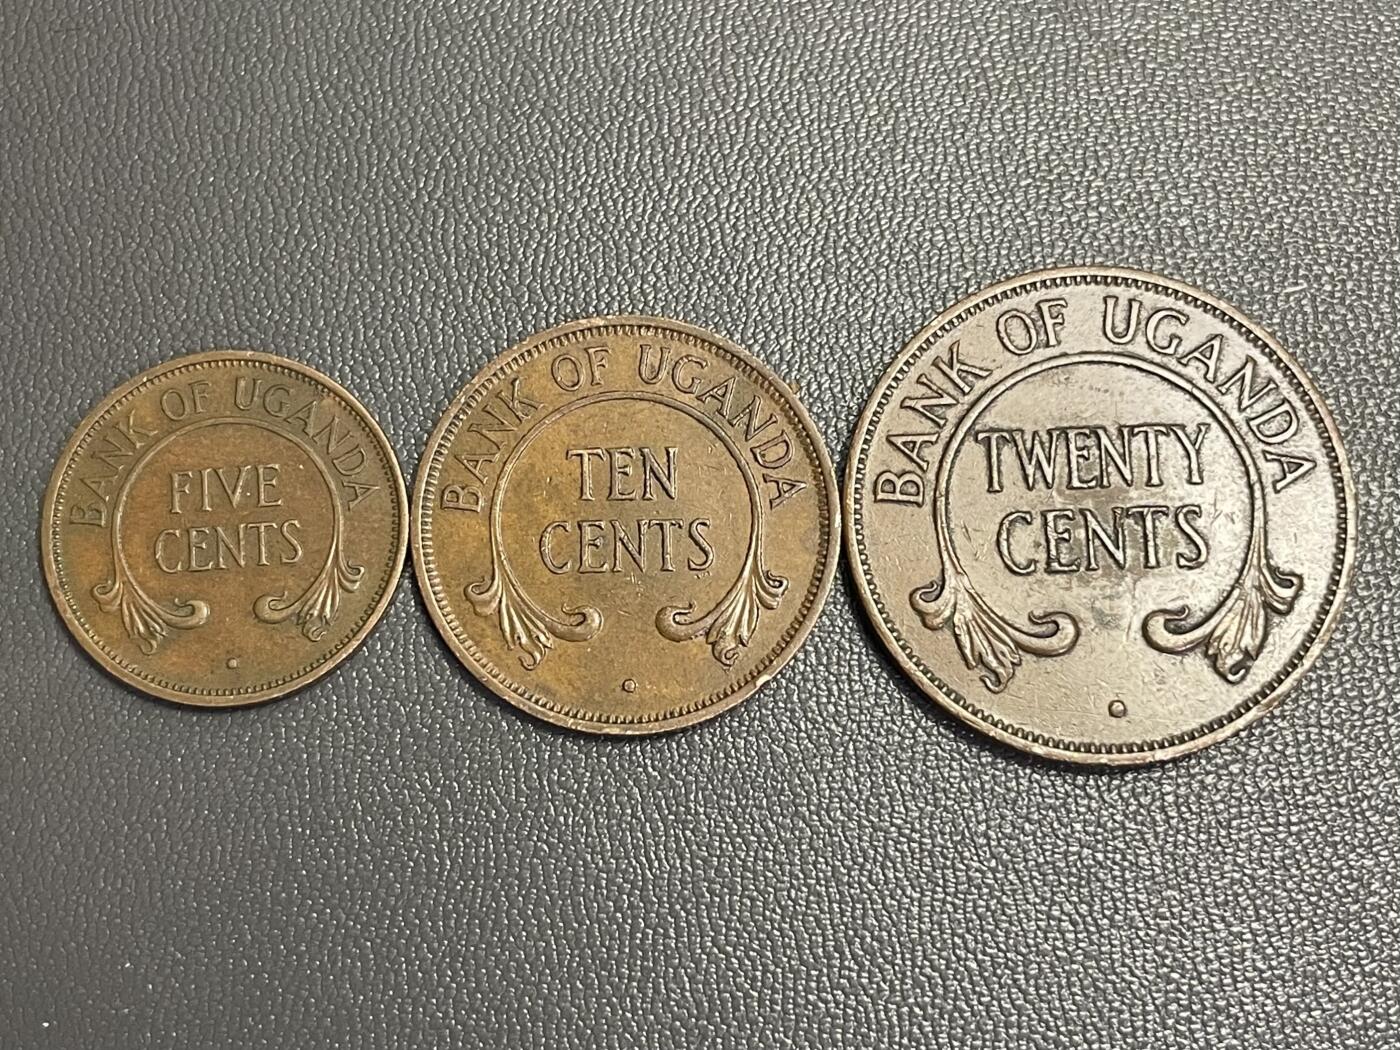 BANK OF UGANDA
FIVE
CENTS
BANK OF UGANDA
TEN
CENTS
BANK OF UGANDA
TWENTY
CENTS